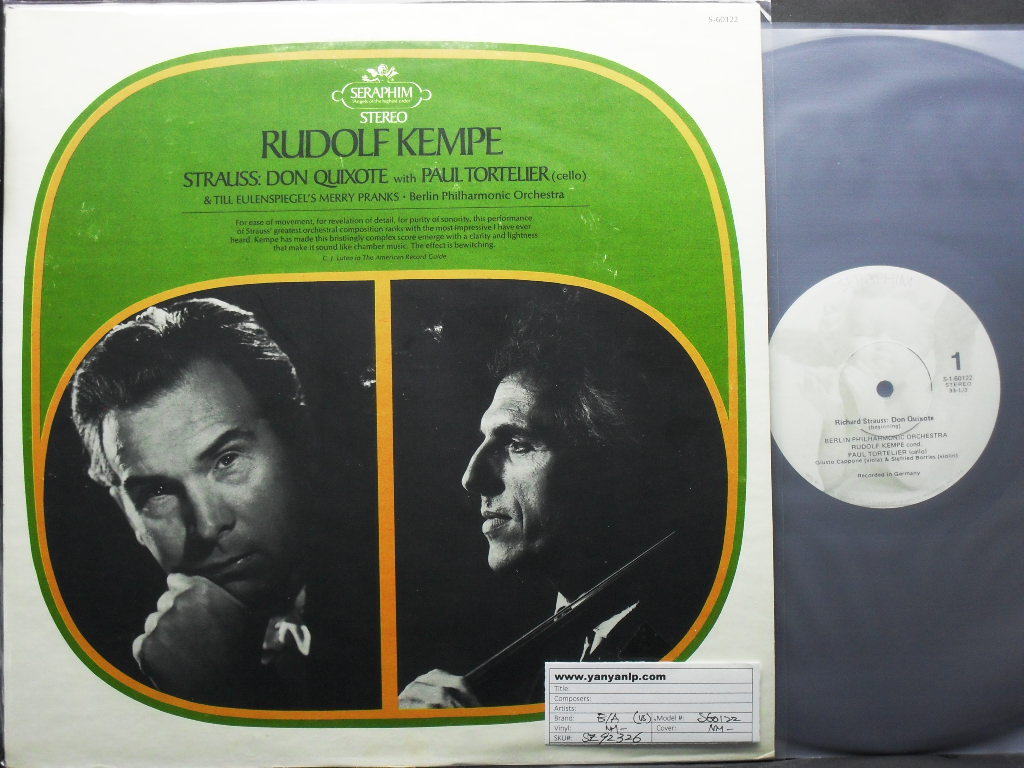 S-60122
SERAPHIM
"Angels of the highest order"
STEREO
RUDOLF KEMPE
STRAUSS: DON QUIXOTE with PAUL TORTELIER (cello)
& TILL EULENSPIEGEL'S MERRY PRANKS · Berlin Philharmonic Orchestra
For ease of movement, for revelation of detail, for purity of sonority, this performance
of Strauss' greatest orchestral composition ranks with the most impressive I have ever
heard. Kempe has made this bristlingly complex score emerge with a clarity and lightness
that make it sound like chamber music. The effect is bewitching.
C. J. Luten in The American Record Guide
1
S-1-60122
STEREO
33-1/3
Richard Strauss: Don Quixote
(beginning)
BERLIN PHILHARMONIC ORCHESTRA
RUDOLF KEMPE cond.
PAUL TORTELIER (cello)
Giusto Cappone (viola) & Sigfried Borries (violin)
Recorded in Germany
www.yanyanlp.com
Title:
Composers:
Artists:
Brand: E/A (US) Model #: S60122
Vinyl: NM- Cover: NM-
SKU#: SZ92326